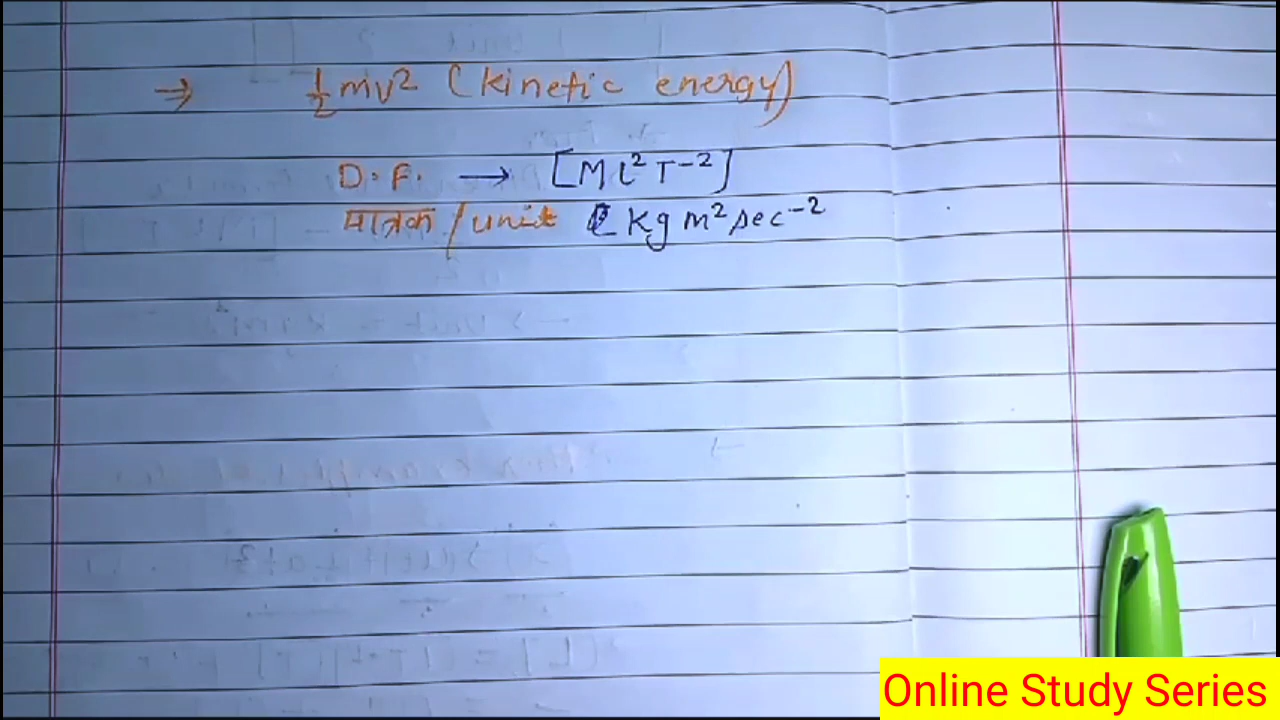 ⇒ ½mv² (kinetic energy)
D.F. → [ML²T⁻²]
मात्रक / unit kg m² sec⁻²
Online Study Series